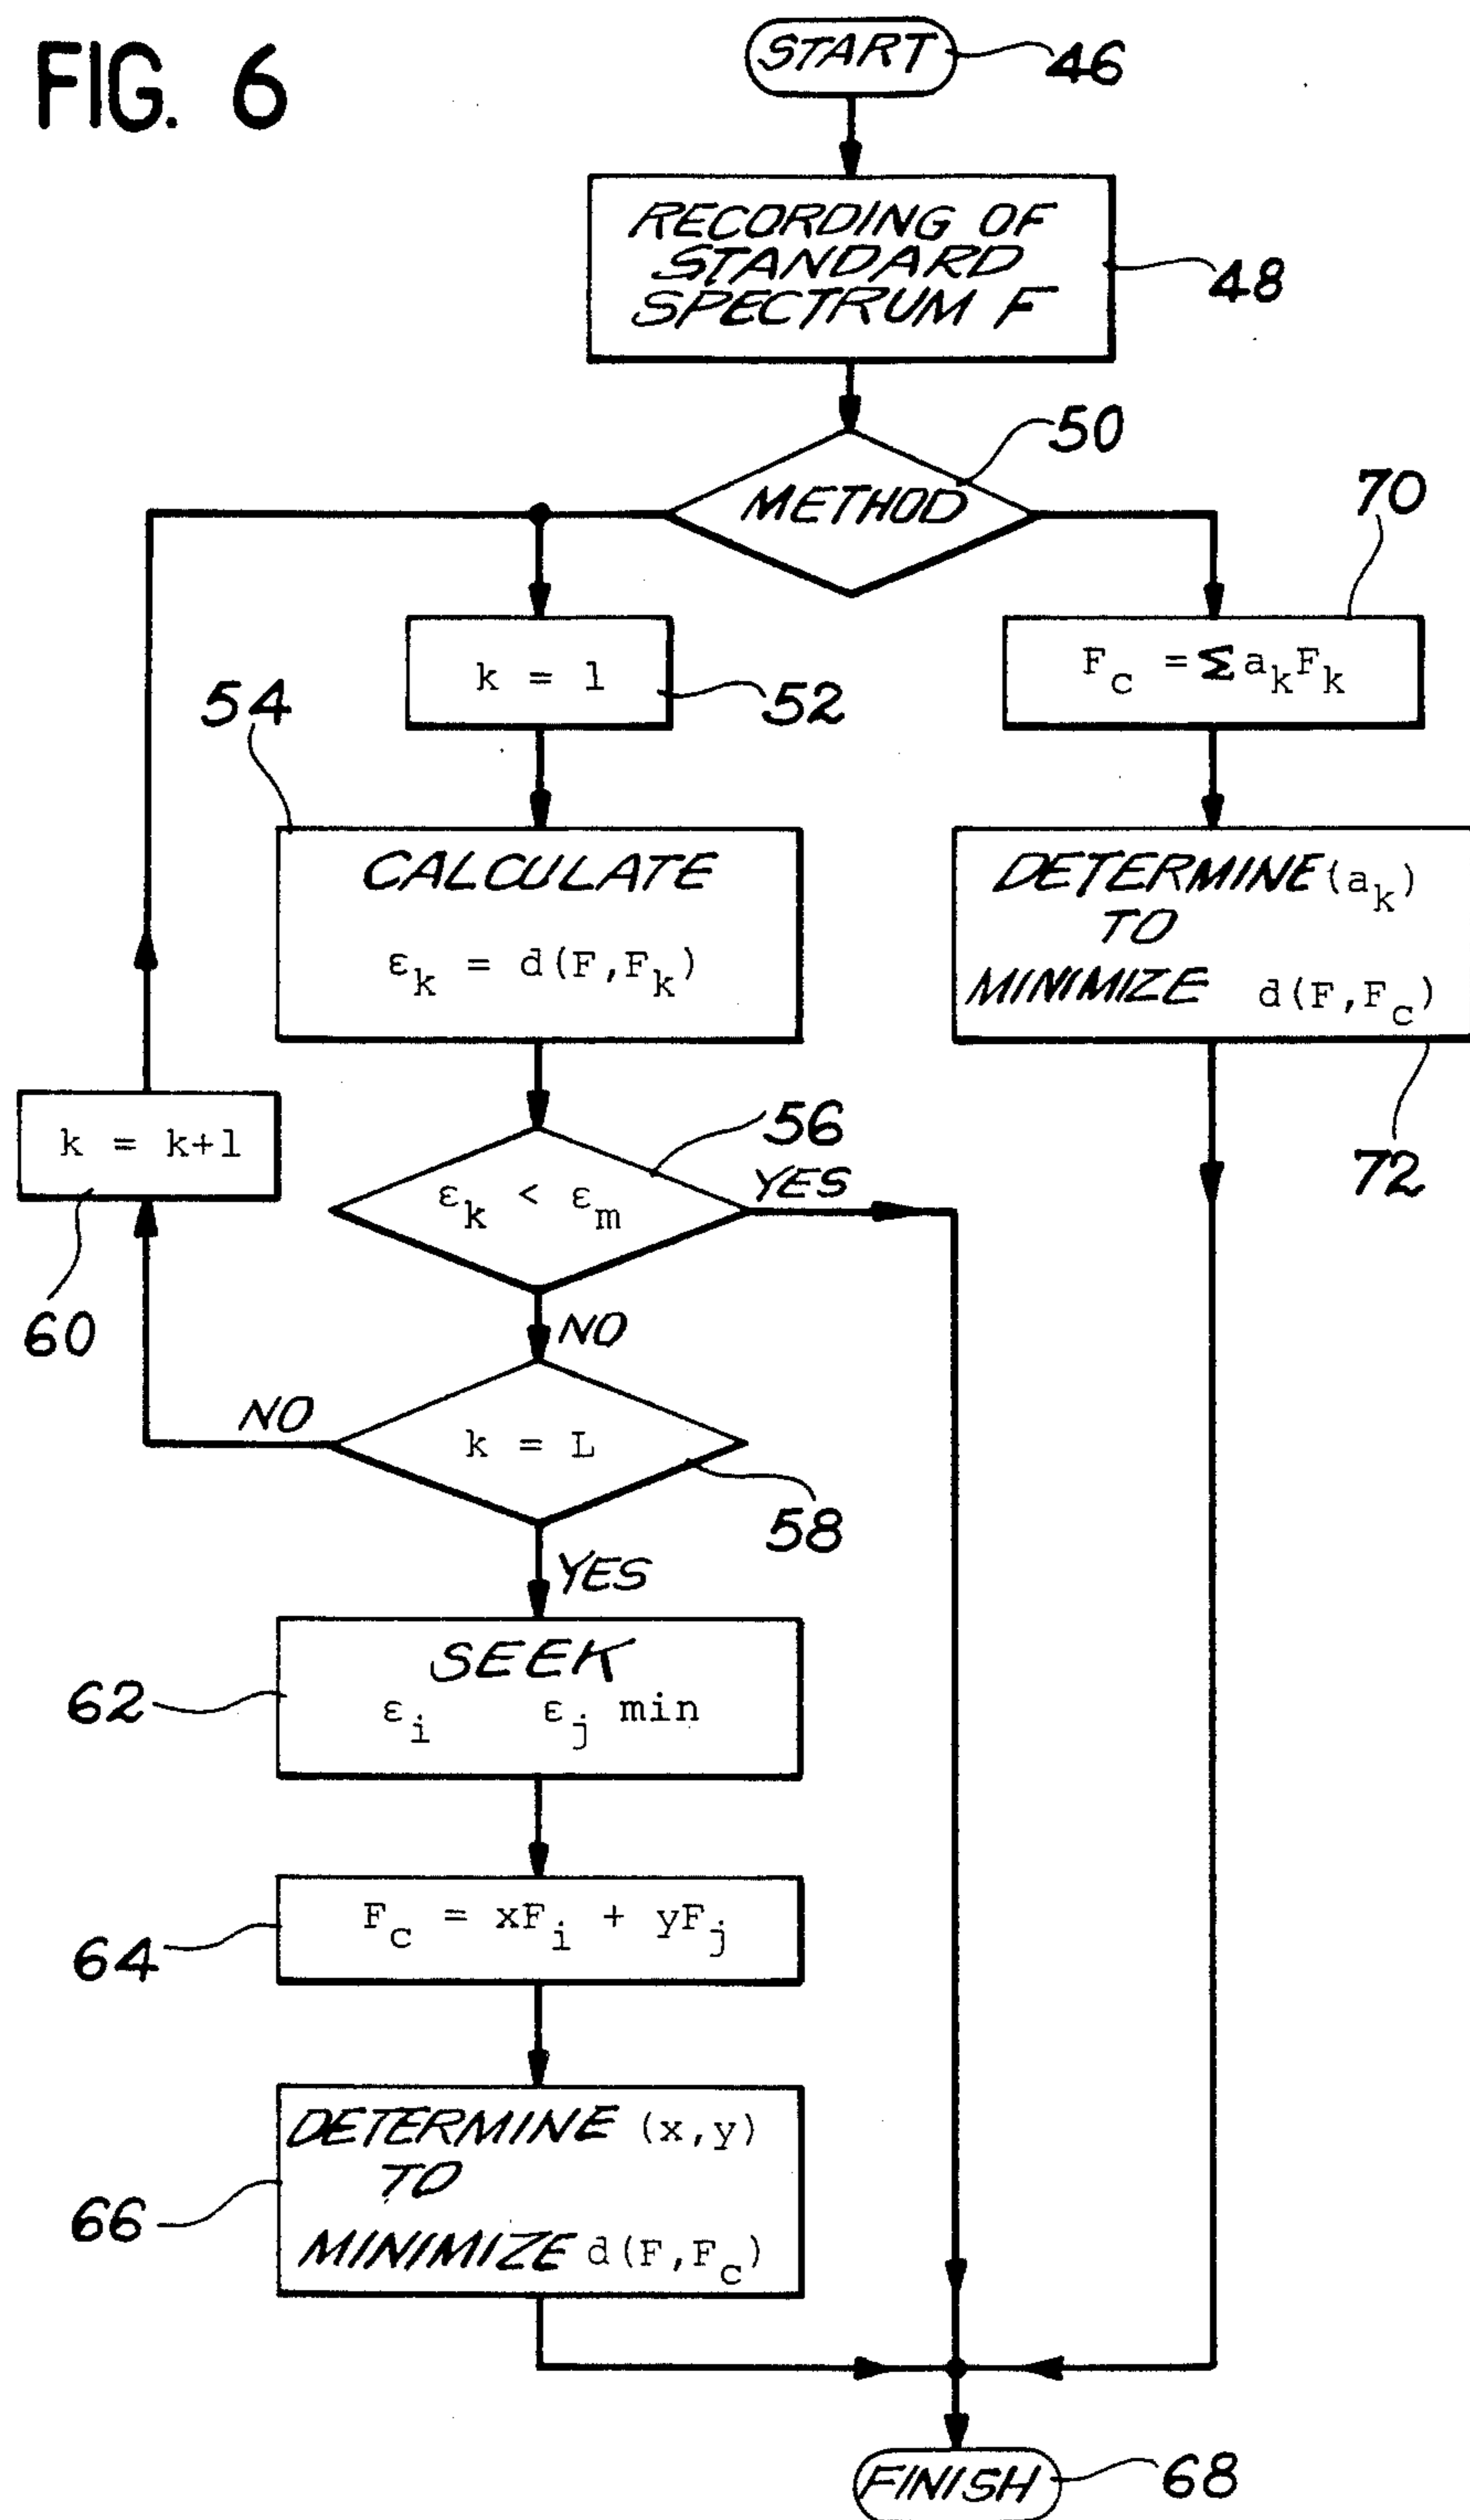 FIG. 6
START
46
RECORDING OF
STANDARD
SPECTRUM F
48
METHOD
50
70
k = 1
52
F_c = Σ a_k F_k
54
CALCULATE
ε_k = d(F,F_k)
DETERMINE (a_k)
TO
MINIMIZE d(F,F_c)
72
k = k+1
60
56
ε_k < ε_m
YES
NO
k = L
NO
58
YES
SEEK
ε_i ε_j min
62
F_c = xF_i + yF_j
64
DETERMINE (x,y)
TO
MINIMIZE d(F,F_c)
66
FINISH
68